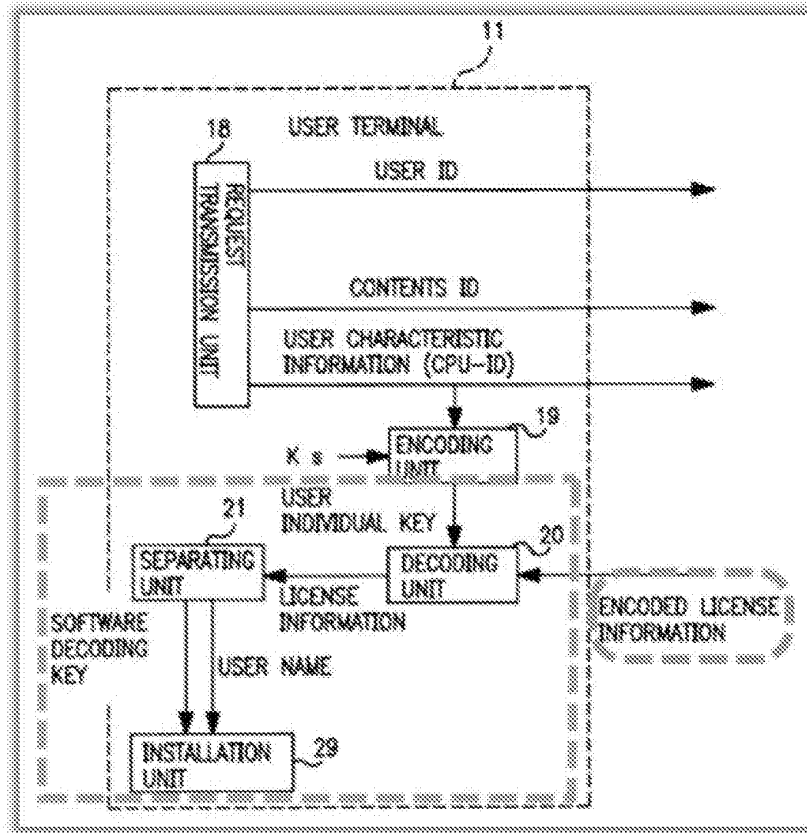 11
USER TERMINAL
18
REQUEST
TRANSMISSION UNIT
USER ID
CONTENTS ID
USER CHARACTERISTIC
INFORMATION (CPU-ID)
19
K s
ENCODING
UNIT
USER
INDIVIDUAL KEY
21
SEPARATING
UNIT
20
DECODING
UNIT
LICENSE
INFORMATION
ENCODED LICENSE
INFORMATION
SOFTWARE
DECODING
KEY
USER NAME
INSTALLATION
UNIT
29